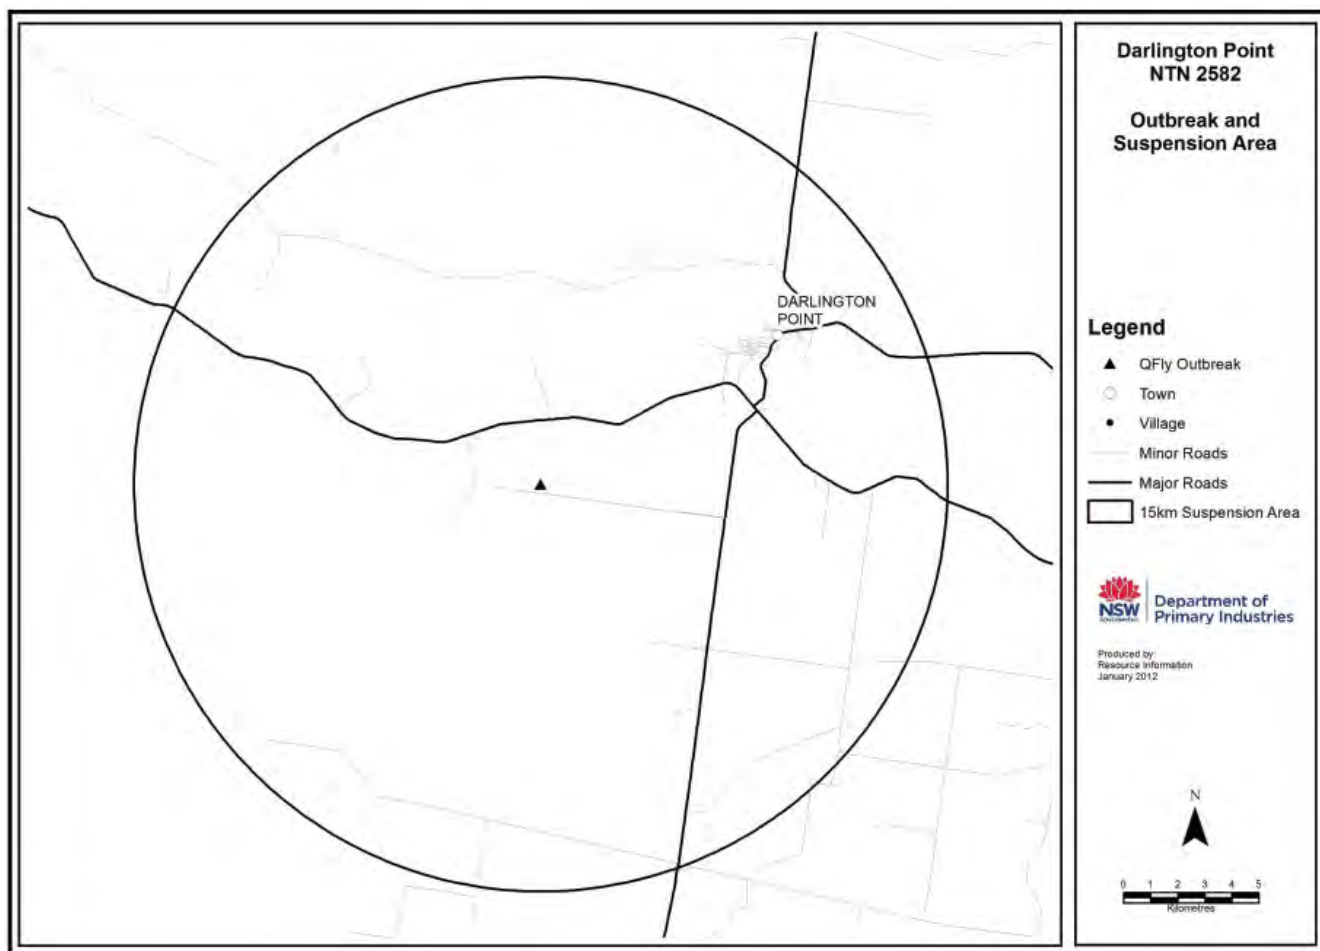 Darlington Point
NTN 2582
Outbreak and
Suspension Area
DARLINGTON
POINT
Legend
QFly Outbreak
Town
Village
Minor Roads
Major Roads
15km Suspension Area
NSW
GOVERNMENT
Department of
Primary Industries
Produced by:
Resource Information
January 2012
N
0 1 2 3 4 5
Kilometres